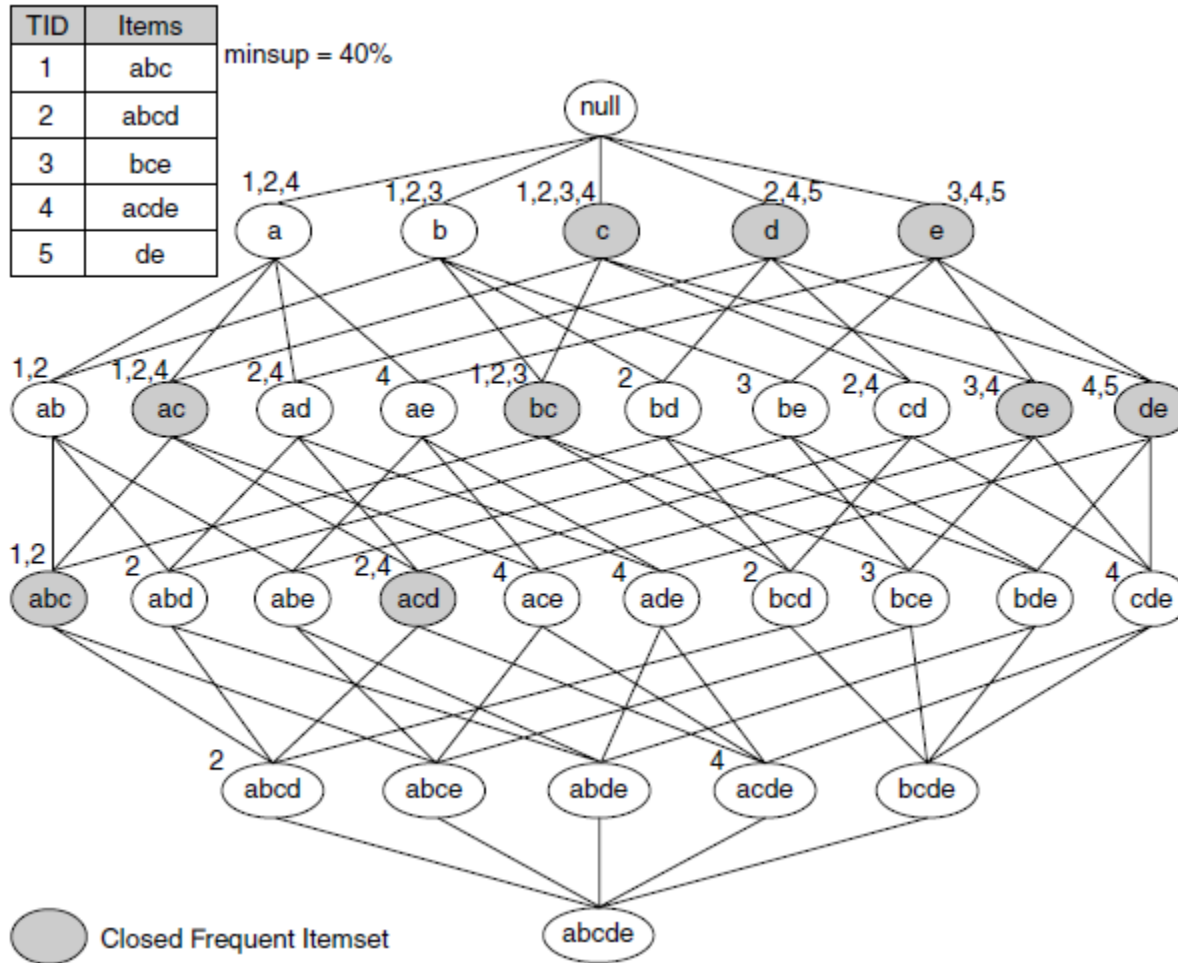 TID Items
1 abc
2 abcd
3 bce
4 acde
5 de
minsup = 40%
null
1,2,4 1,2,3 1,2,3,4 2,4,5 3,4,5
a b c d e
1,2 1,2,4 2,4 4 1,2,3 2 3 2,4 3,4 4,5
ab ac ad ae bc bd be cd ce de
1,2 2 2,4 4 4 2 3 4
abc abd abe acd ace ade bcd bce bde cde
2 4
abcd abce abde acde bcde
abcde
Closed Frequent Itemset